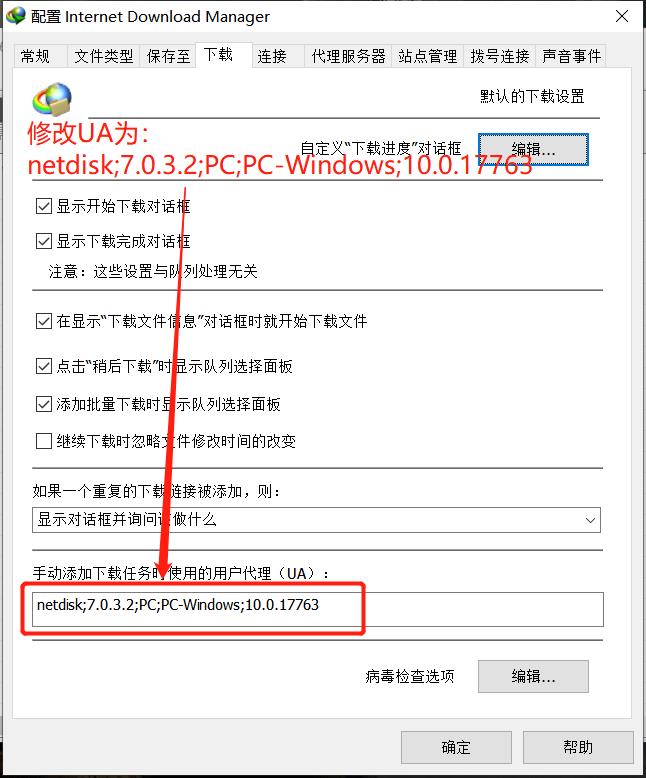 配置 Internet Download Manager
常规 文件类型 保存至 下载 连接 代理服务器 站点管理 拨号连接 声音事件
默认的下载设置
修改UA为：
自定义“下载进度”对话框 编辑...
netdisk;7.0.3.2;PC;PC-Windows;10.0.17763
显示开始下载对话框
显示下载完成对话框
注意：这些设置与队列处理无关
在显示“下载文件信息”对话框时就开始下载文件
点击“稍后下载”时显示队列选择面板
添加批量下载时显示队列选择面板
继续下载时忽略文件修改时间的改变
如果一个重复的下载链接被添加，则：
显示对话框并询问该做什么
手动添加下载任务时使用的用户代理（UA）：
netdisk;7.0.3.2;PC;PC-Windows;10.0.17763
病毒检查选项 编辑...
确定 帮助